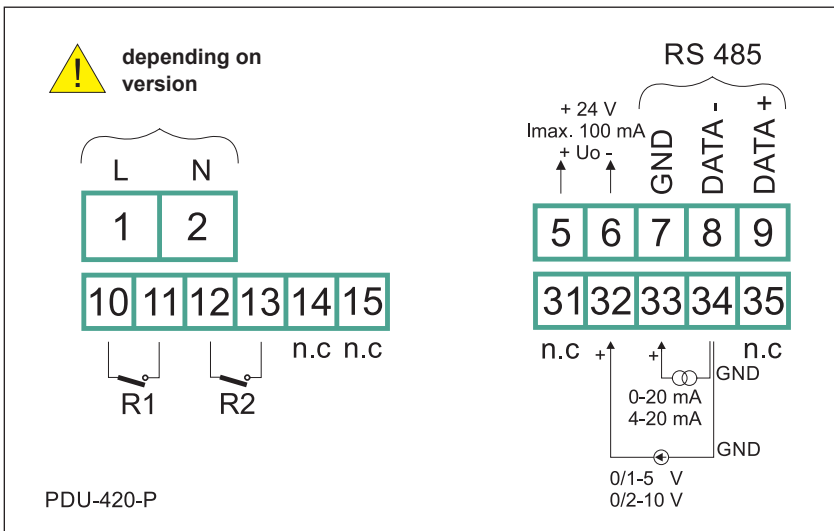 !
depending on
version
L N
1 2
10 11 12 13 14 15
n.c n.c
R1 R2
PDU-420-P
RS 485
+ 24 V
Imax. 100 mA
+ Uo -
GND
DATA -
DATA +
5 6 7 8 9
31 32 33 34 35
n.c + + n.c
GND
0-20 mA
4-20 mA
GND
0/1-5 V
0/2-10 V